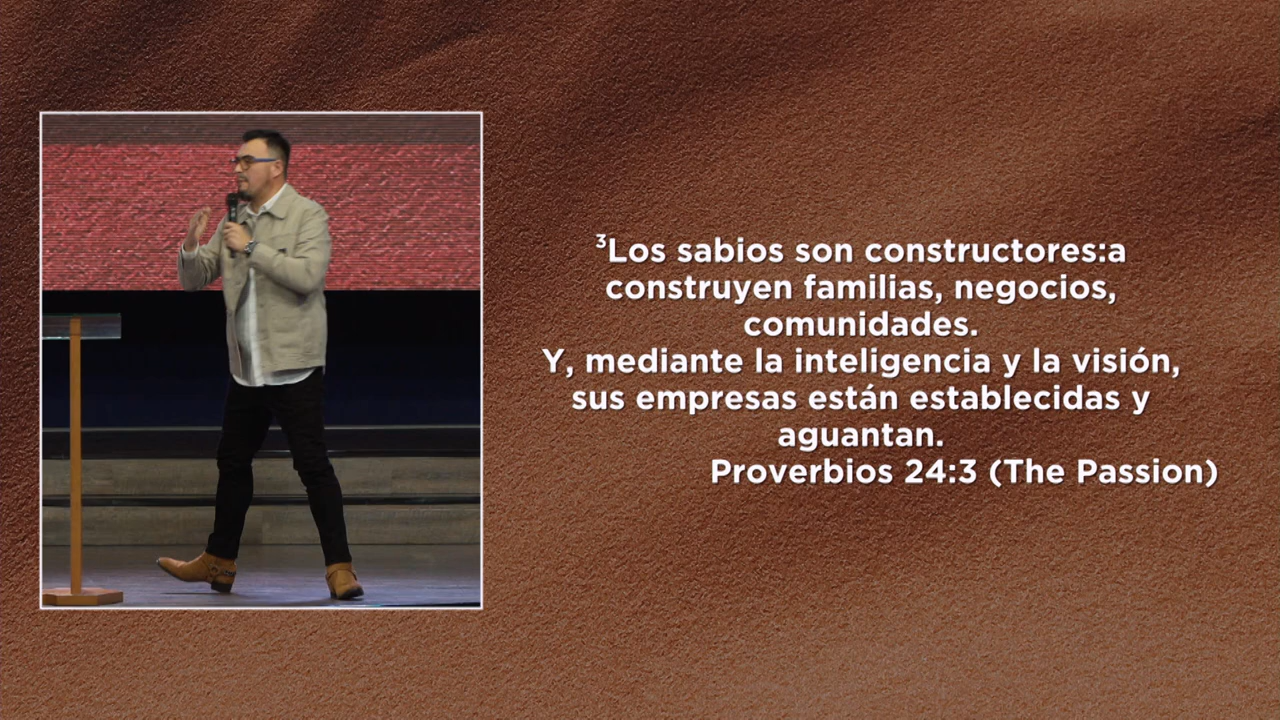 ³Los sabios son constructores:a
construyen familias, negocios,
comunidades.
Y, mediante la inteligencia y la visión,
sus empresas están establecidas y
aguantan.
Proverbios 24:3 (The Passion)